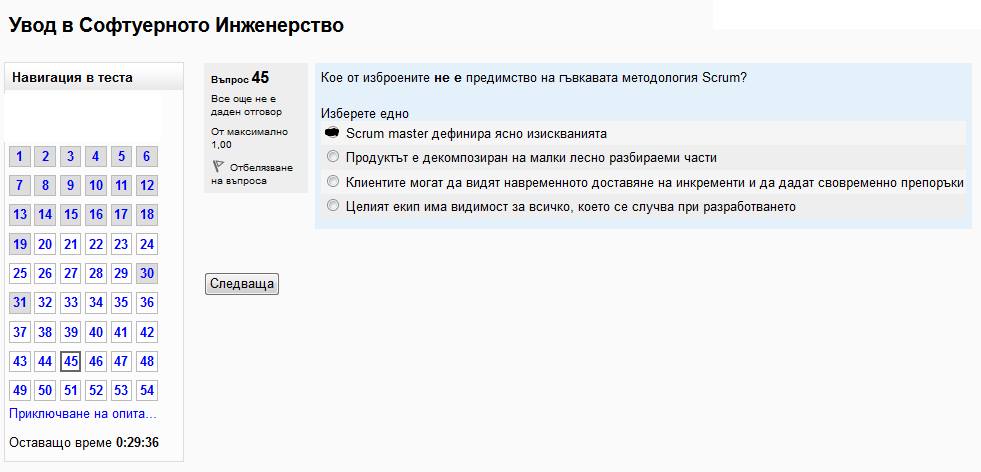 Увод в Софтуерното Инженерство
Навигация в теста
1 2 3 4 5 6
7 8 9 10 11 12
13 14 15 16 17 18
19 20 21 22 23 24
25 26 27 28 29 30
31 32 33 34 35 36
37 38 39 40 41 42
43 44 45 46 47 48
49 50 51 52 53 54
Приключване на опита...
Оставащо време 0:29:36
Въпрос 45
Все още не е
даден отговор
От максимално
1,00
Отбелязване
на въпроса
Кое от изброените не е предимство на гъвкавата методология Scrum?
Изберете едно
Scrum master дефинира ясно изискванията
Продуктът е декомпозиран на малки лесно разбираеми части
Клиентите могат да видят навременното доставяне на инкременти и да дадат сововременно препоръки
Целият екип има видимост за всичко, което се случва при разработването
Следваща